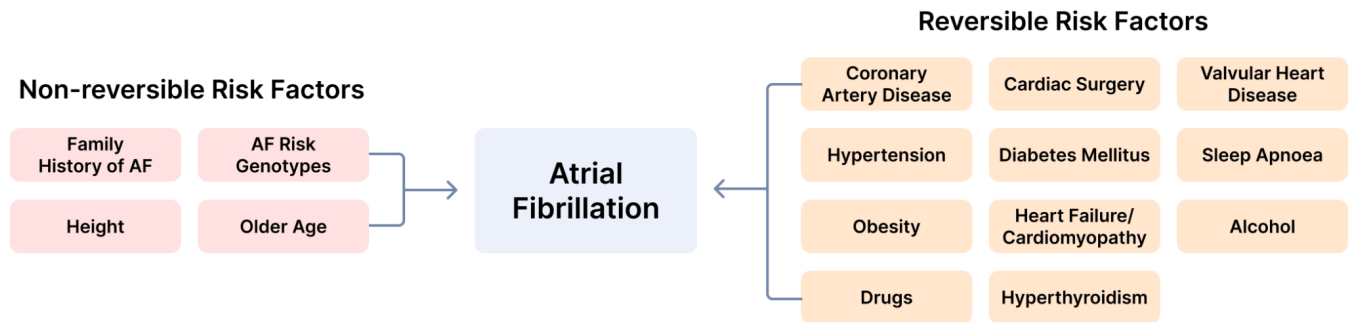 Reversible Risk Factors
Non-reversible Risk Factors
Family
History of AF
AF Risk
Genotypes
Height
Older Age
Atrial
Fibrillation
Coronary
Artery Disease
Cardiac Surgery
Valvular Heart
Disease
Hypertension
Diabetes Mellitus
Sleep Apnoea
Obesity
Heart Failure/
Cardiomyopathy
Alcohol
Drugs
Hyperthyroidism